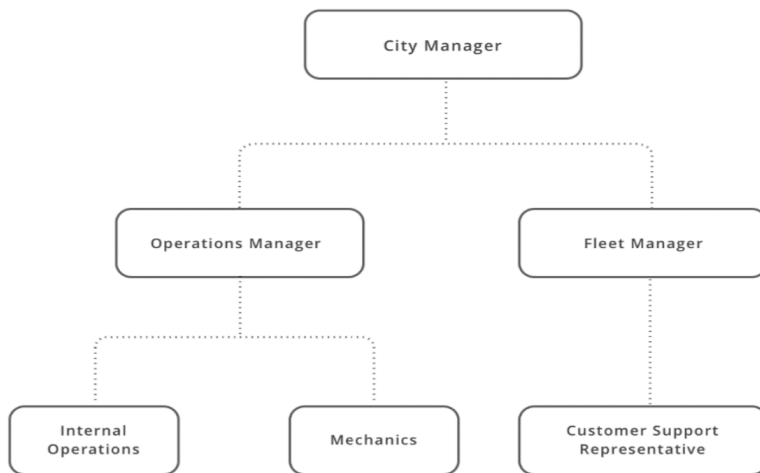 City Manager
Operations Manager
Fleet Manager
Internal
Operations
Mechanics
Customer Support
Representative